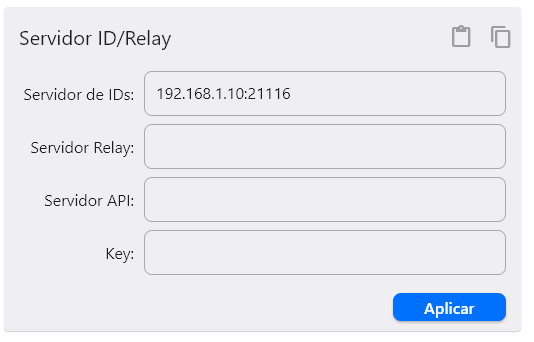 Servidor ID/Relay
Servidor de IDs: 192.168.1.10:21116
Servidor Relay:
Servidor API:
Key:
Aplicar